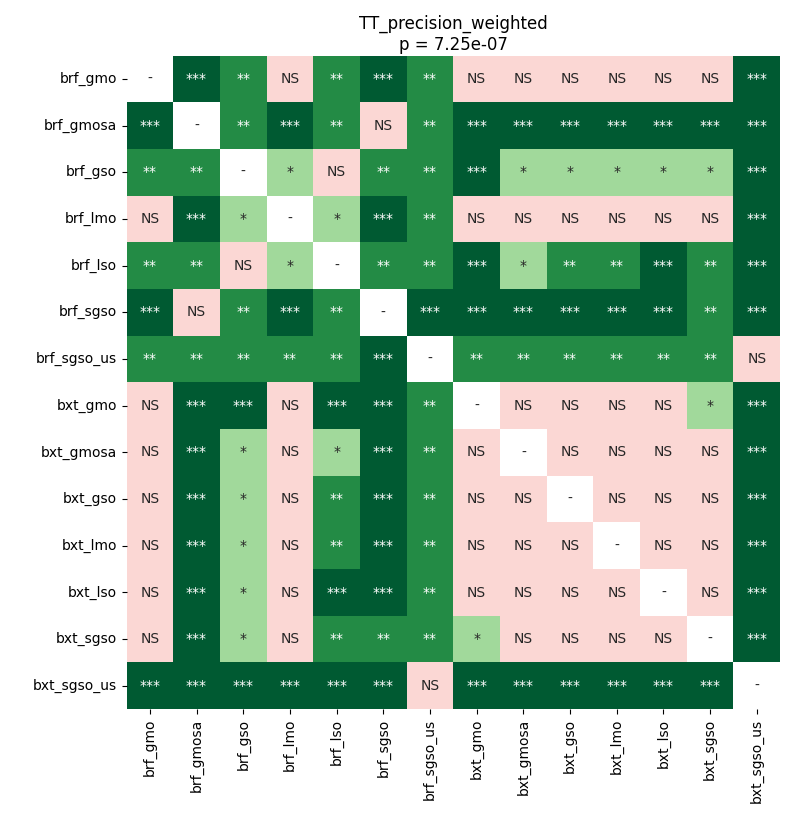 TT_precision_weighted
p = 7.25e-07
brf_gmo - *** ** NS ** *** ** NS NS NS NS NS NS ***
brf_gmosa *** - ** *** ** NS ** *** *** *** *** *** *** ***
brf_gso ** ** - * NS ** ** *** * * * * * ***
brf_lmo NS *** * - * *** ** NS NS NS NS NS NS ***
brf_lso ** ** NS * - ** ** *** * ** ** *** ** ***
brf_sgso *** NS ** *** ** - *** *** *** *** *** *** ** ***
brf_sgso_us ** ** ** ** ** *** - ** ** ** ** ** ** NS
bxt_gmo NS *** *** NS *** *** ** - NS NS NS NS * ***
bxt_gmosa NS *** * NS * *** ** NS - NS NS NS NS ***
bxt_gso NS *** * NS ** *** ** NS NS - NS NS NS ***
bxt_lmo NS *** * NS ** *** ** NS NS NS - NS NS ***
bxt_lso NS *** * NS *** *** ** NS NS NS NS - NS ***
bxt_sgso NS *** * NS ** ** ** * NS NS NS NS - ***
bxt_sgso_us *** *** *** *** *** *** NS *** *** *** *** *** *** -
brf_gmo brf_gmosa brf_gso brf_lmo brf_lso brf_sgso brf_sgso_us bxt_gmo bxt_gmosa bxt_gso bxt_lmo bxt_lso bxt_sgso bxt_sgso_us